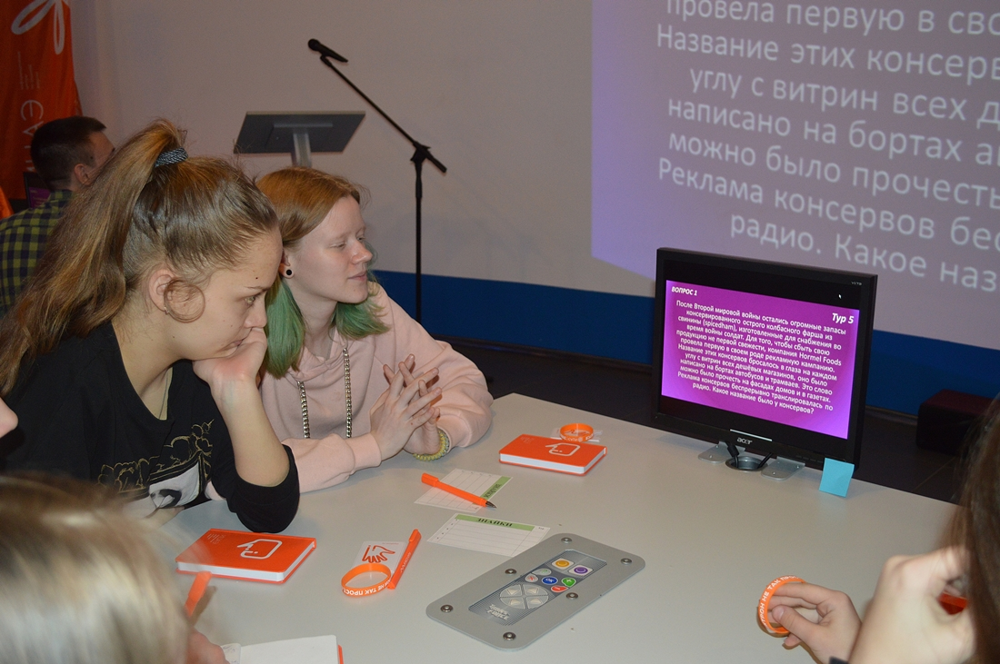 провела первую в сво
Название этих консерв
углу с витрин всех д
написано на бортах ав
можно было прочесть
Реклама консервов бес
радио. Какое наз
ВОПРОС 1
Тур 5
После Второй мировой войны остались огромные запасы
консервированного острого колбасного фарша из
свинины (spicedham), изготовленные для снабжения во
время войны солдат. Для того, чтобы сбыть свою
продукцию не первой свежести, компания Hormel Foods
провела первую в своем роде рекламную кампанию.
Название этих консервов бросалось в глаза на каждом
углу с витрин всех дешёвых магазинов, оно было
написано на бортах автобусов и трамваев. Это слово
можно было прочесть на фасадах домов и в газетах.
Реклама консервов беспрерывно транслировалась по
радио. Какое название было у консервов?
acer